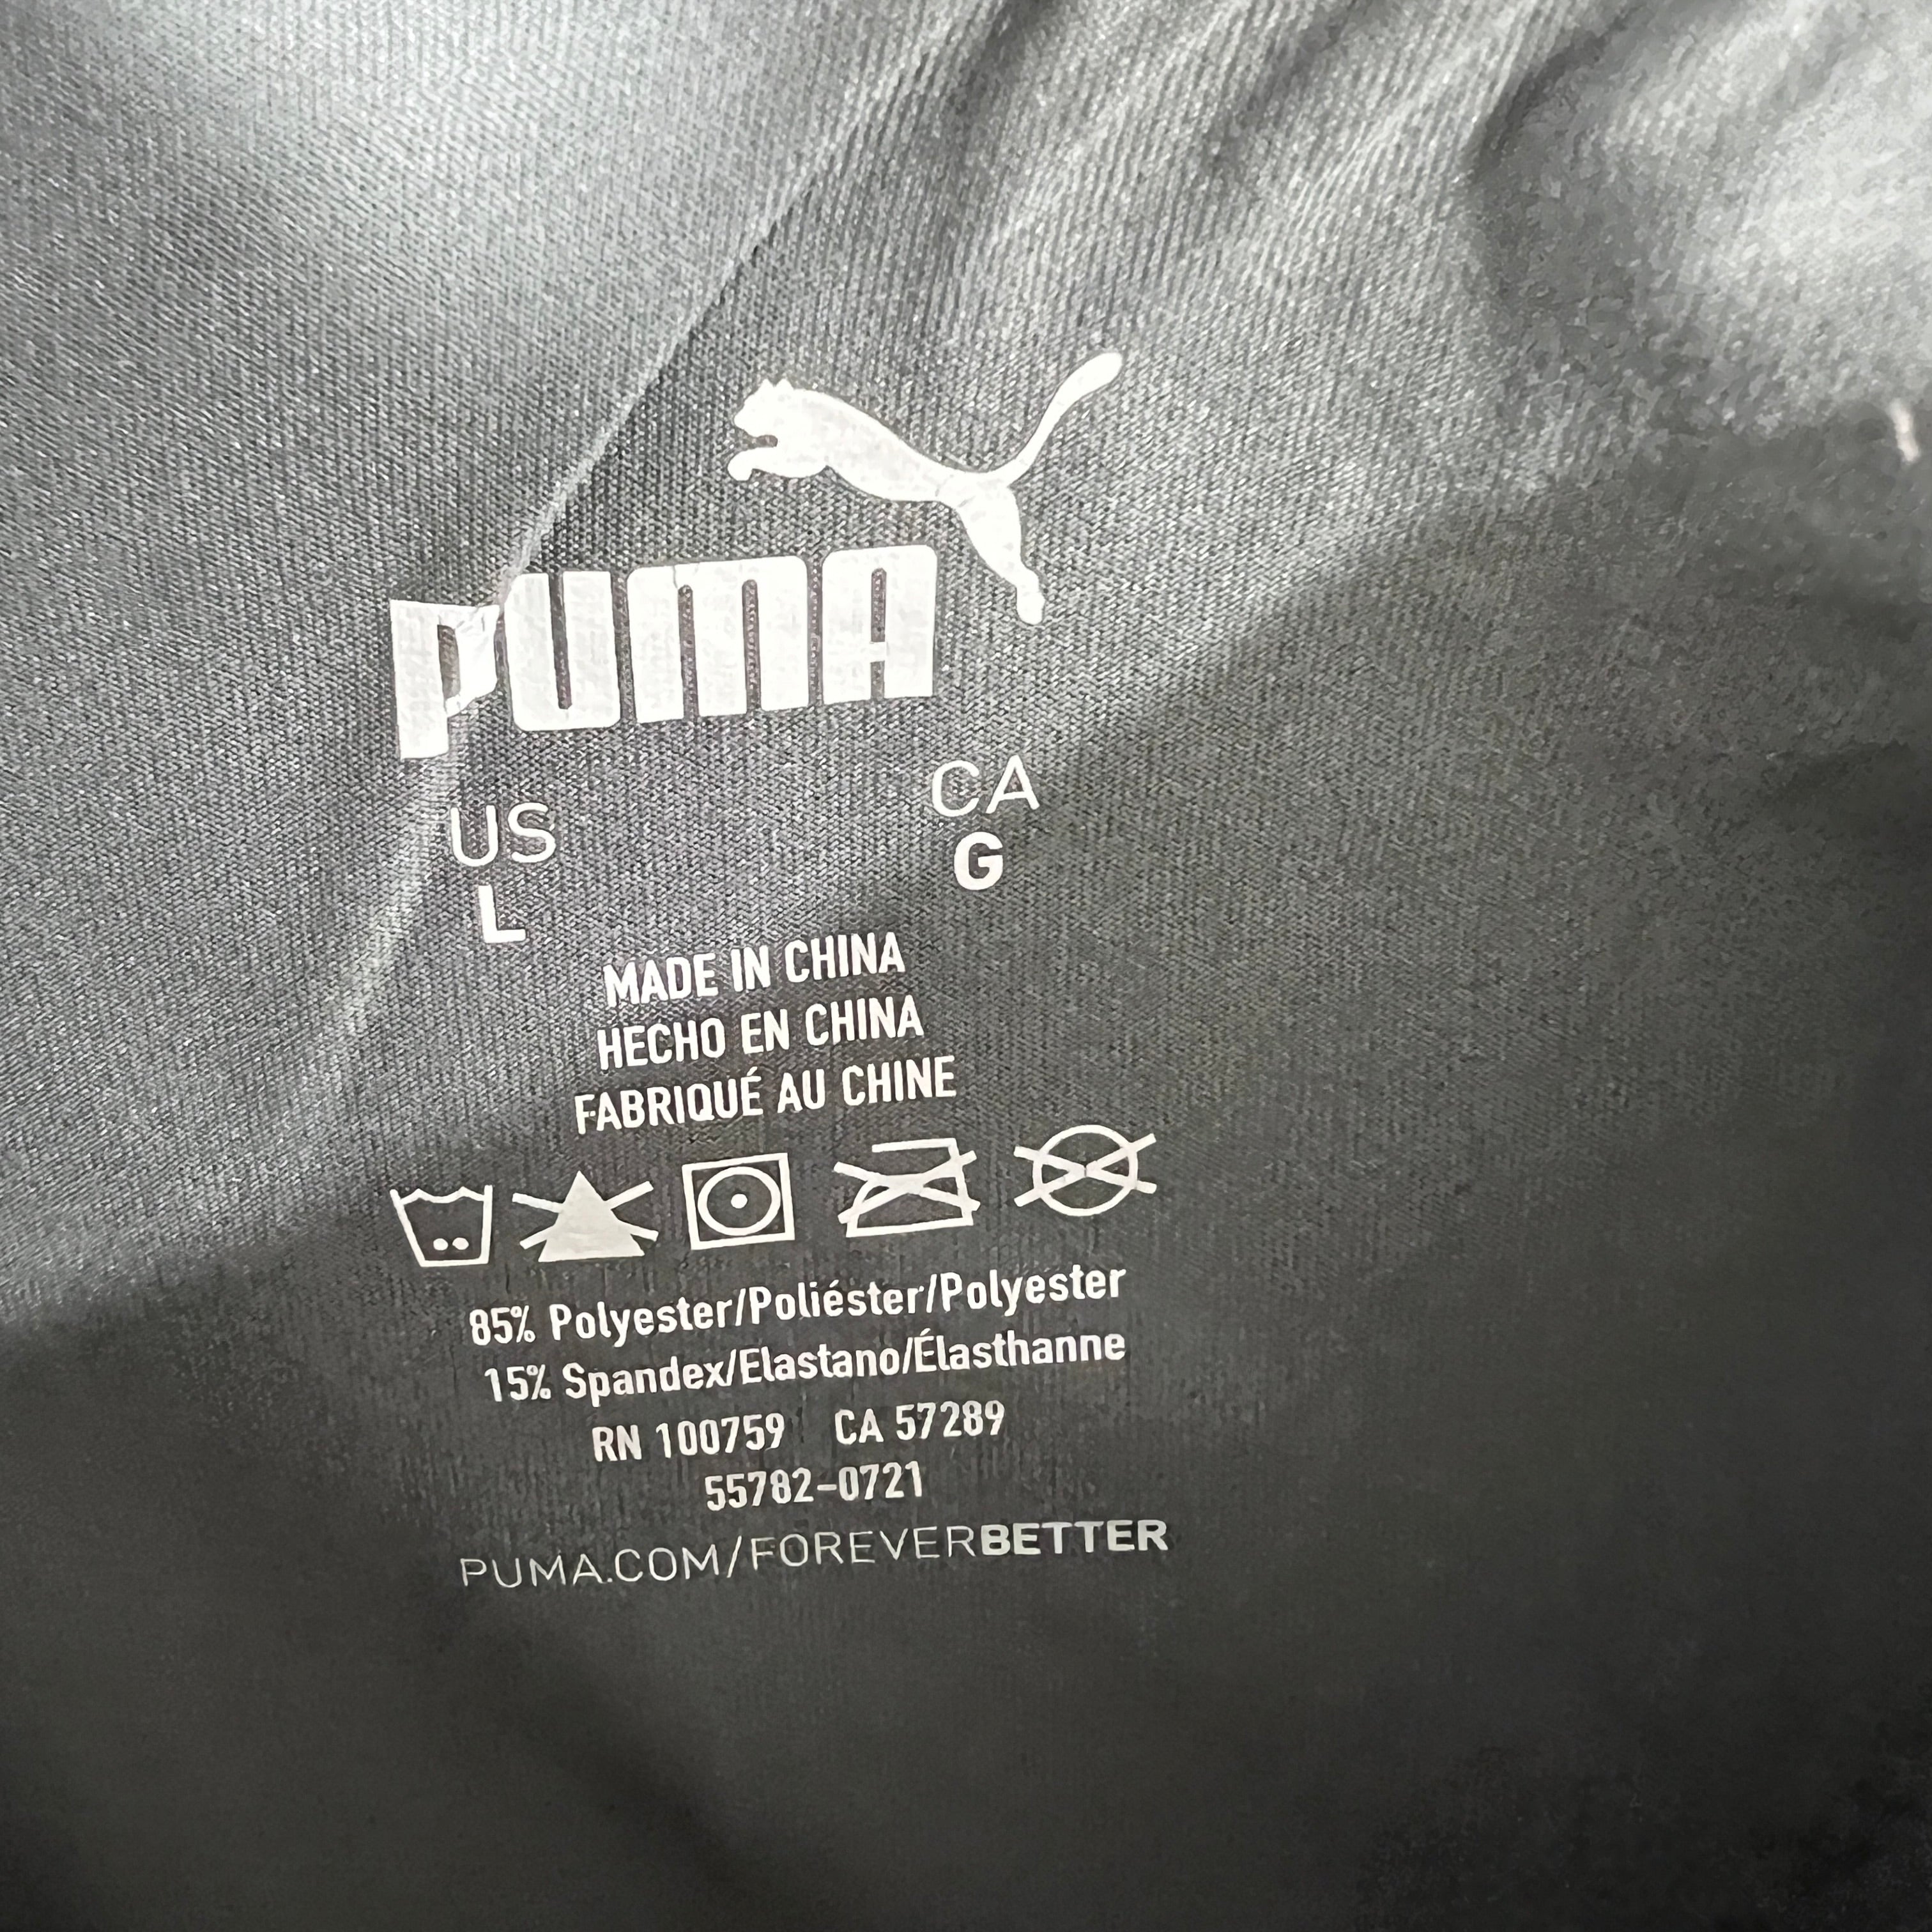 PUMA
US CA
L G
MADE IN CHINA
HECHO EN CHINA
FABRIQUÉ AU CHINE
85% Polyester/Poliéster/Polyester
15% Spandex/Elastano/Élasthanne
RN 100759 CA 57289
55782-0721
PUMA.COM/FOREVERBETTER